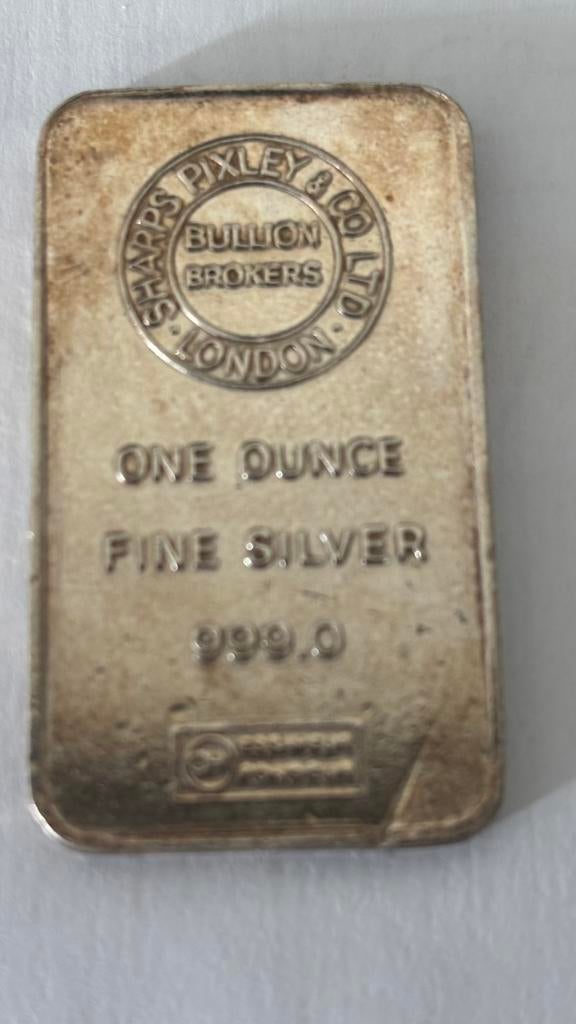 SHARPS PIXLEY & CO LTD
· LONDON ·
BULLION
BROKERS
ONE OUNCE
FINE SILVER
999.0